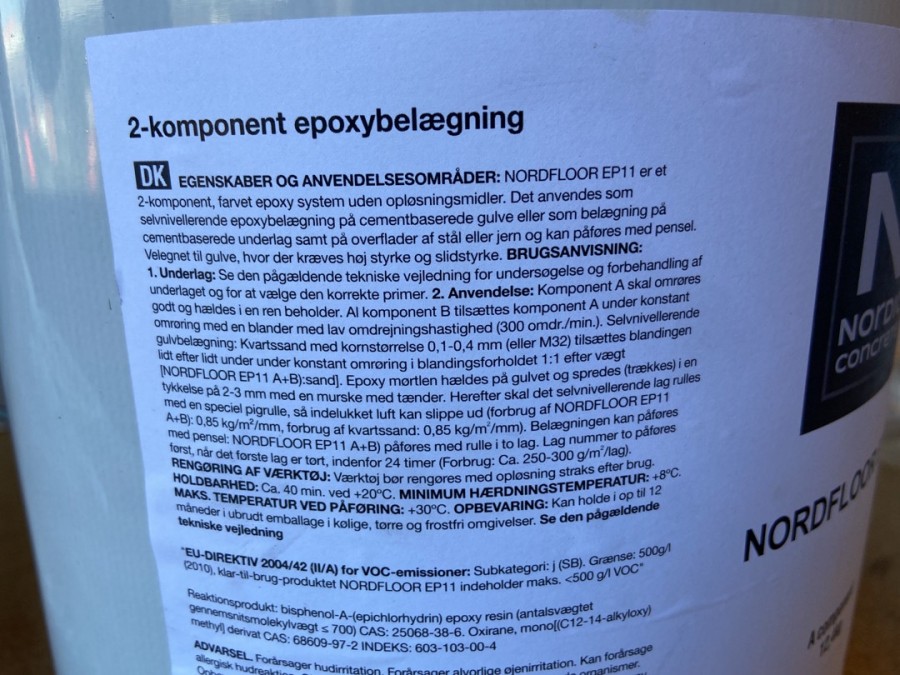 2-komponent epoxybelægning
DK EGENSKABER OG ANVENDELSESOMRÅDER: NORDFLOOR EP11 er et
2-komponent, farvet epoxy system uden opløsningsmidler. Det anvendes som
selvnivellerende epoxybelægning på cementbaserede gulve eller som belægning på
cementbaserede underlag samt på overflader af stål eller jern og kan påføres med pensel.
Velegnet til gulve, hvor der kræves høj styrke og slidstyrke. BRUGSANVISNING:
1. Underlag: Se den pågældende tekniske vejledning for undersøgelse og forbehandling af
underlaget og for at vælge den korrekte primer. 2. Anvendelse: Komponent A skal omrøres
godt og hældes i en ren beholder. Al komponent B tilsættes komponent A under konstant
omrøring med en blander med lav omdrejningshastighed (300 omdr./min.). Selvnivellerende
gulvbelægning: Kvartssand med kornstørrelse 0,1-0,4 mm (eller M32) tilsættes blandingen
lidt efter lidt under under konstant omrøring i blandingsforholdet 1:1 efter vægt
[NORDFLOOR EP11 A+B):sand]. Epoxy mørtlen hældes på gulvet og spredes (trækkes) i en
tykkelse på 2-3 mm med en murske med tænder. Herefter skal det selvnivellerende lag rulles
med en speciel pigrulle, så indelukket luft kan slippe ud (forbrug af NORDFLOOR EP11
A+B): 0,85 kg/m²/mm, forbrug af kvartssand: 0,85 kg/m²/mm). Belægningen kan påføres
med pensel: NORDFLOOR EP11 A+B) påføres med rulle i to lag. Lag nummer to påføres
først, når det første lag er tørt, indenfor 24 timer (Forbrug: Ca. 250-300 g/m²/lag).
RENGØRING AF VÆRKTØJ: Værktøj bør rengøres med opløsning straks efter brug.
HOLDBARHED: Ca. 40 min. ved +20ºC. MINIMUM HÆRDNINGSTEMPERATUR: +8ºC.
MAKS. TEMPERATUR VED PÅFØRING: +30ºC. OPBEVARING: Kan holde i op til 12
måneder i ubrudt emballage i kølige, tørre og frostfri omgivelser. Se den pågældende
tekniske vejledning
"EU-DIREKTIV 2004/42 (II/A) for VOC-emissioner: Subkategori: j (SB). Grænse: 500g/l
(2010), klar-til-brug-produktet NORDFLOOR EP11 indeholder maks. <500 g/l VOC"
Reaktionsprodukt: bisphenol-A-(epichlorhydrin) epoxy resin (antalsvægtet
gennemsnitsmolekylvægt ≤ 700) CAS: 25068-38-6. Oxirane, mono[(C12-14-alkyloxy)
methyl] derivat CAS: 68609-97-2 INDEKS: 603-103-00-4
ADVARSEL. Forårsager hudirritation. Forårsager alvorlig øjenirritation. Kan forårsage
allergisk
N
NORD
concre
NORDFLOO
A compone